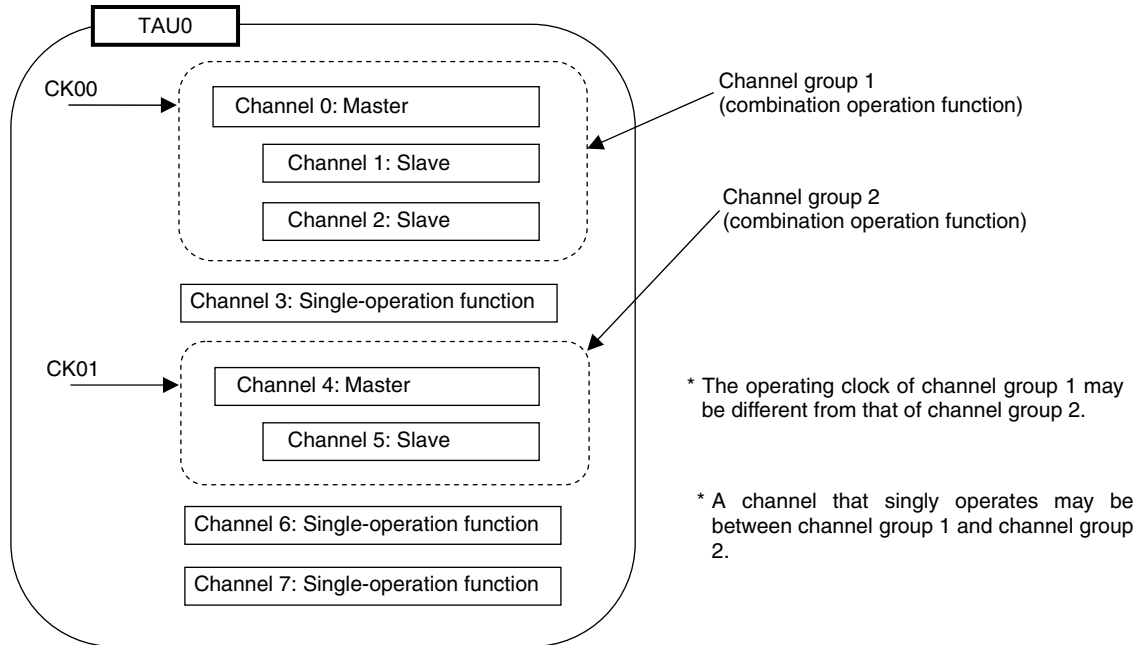 TAU0
CK00
Channel 0: Master
Channel 1: Slave
Channel 2: Slave
Channel group 1
(combination operation function)
Channel group 2
(combination operation function)
Channel 3: Single-operation function
CK01
Channel 4: Master
Channel 5: Slave
* The operating clock of channel group 1 may
be different from that of channel group 2.
Channel 6: Single-operation function
Channel 7: Single-operation function
* A channel that singly operates may be
between channel group 1 and channel group
2.